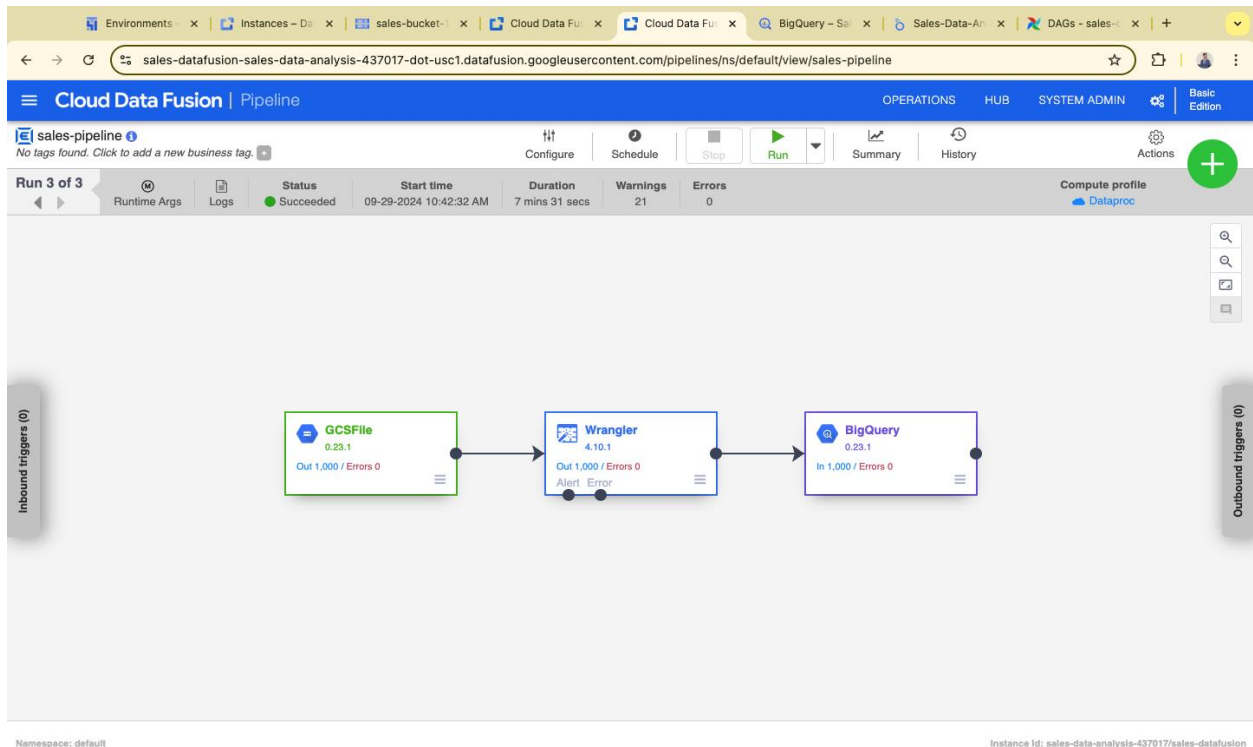 Environments –
Instances – Da
sales-bucket-1
Cloud Data Fus
Cloud Data Fus
BigQuery – Sal
Sales-Data-An
DAGs - sales-c
sales-datafusion-sales-data-analysis-437017-dot-usc1.datafusion.googleusercontent.com/pipelines/ns/default/view/sales-pipeline
Cloud Data Fusion | Pipeline
OPERATIONS HUB SYSTEM ADMIN
Basic
Edition
sales-pipeline
No tags found. Click to add a new business tag.
Configure
Schedule
Stop
Run
Summary
History
Actions
Run 3 of 3
Runtime Args
Logs
Status
Succeeded
Start time
09-29-2024 10:42:32 AM
Duration
7 mins 31 secs
Warnings
21
Errors
0
Compute profile
Dataproc
Inbound triggers (0)
GCSFile
0.23.1
Out 1,000 / Errors 0
Wrangler
4.10.1
Out 1,000 / Errors 0
Alert Error
BigQuery
0.23.1
In 1,000 / Errors 0
Outbound triggers (0)
Namespace: default
Instance Id: sales-data-analysis-437017/sales-datafusion